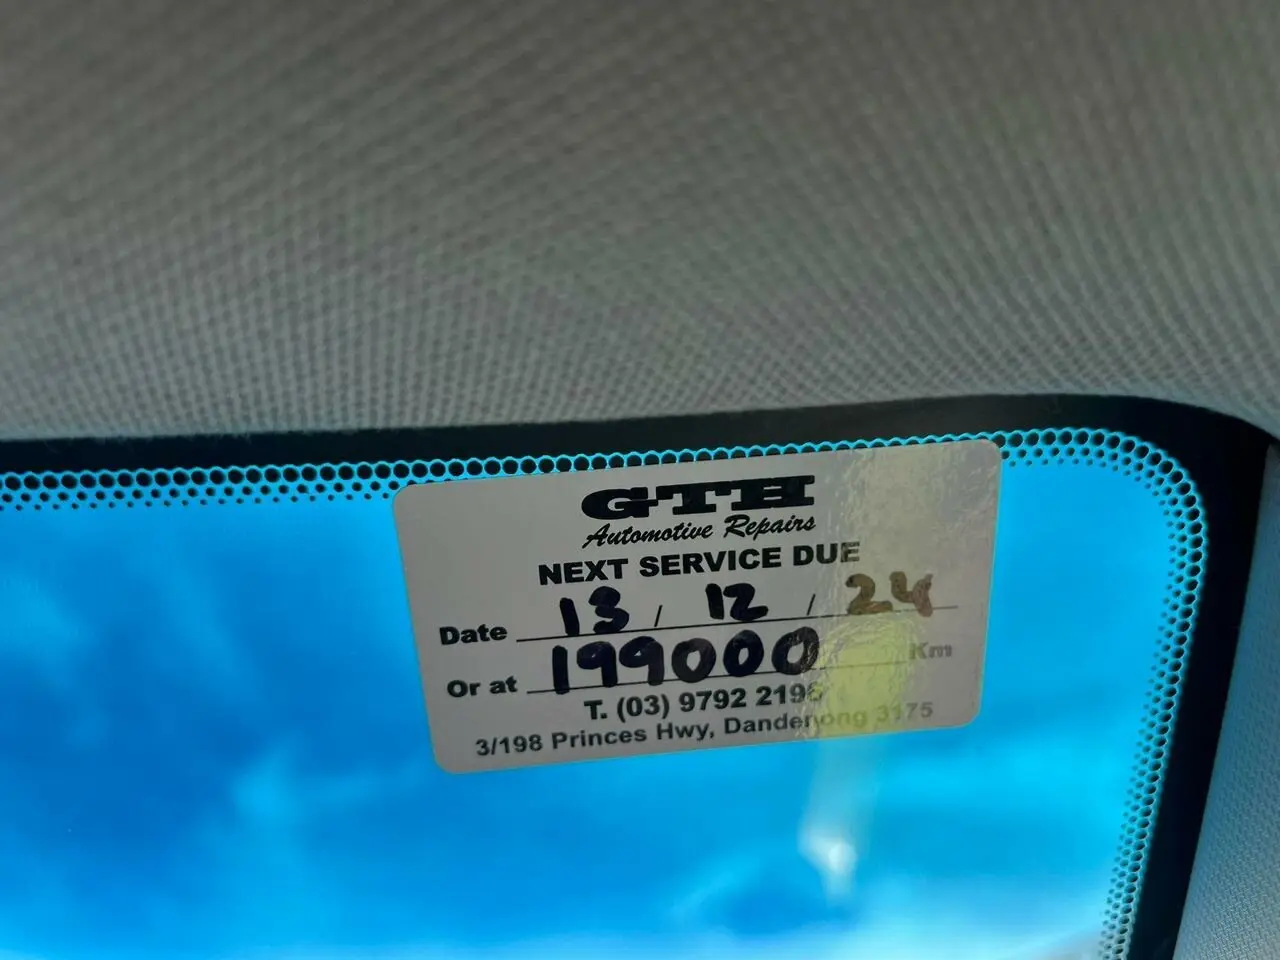 GTH
Automotive Repairs
NEXT SERVICE DUE
Date 13 / 12 / 24
Or at 199000 Km
T. (03) 9792 2196
3/198 Princes Hwy, Dandenong 3175